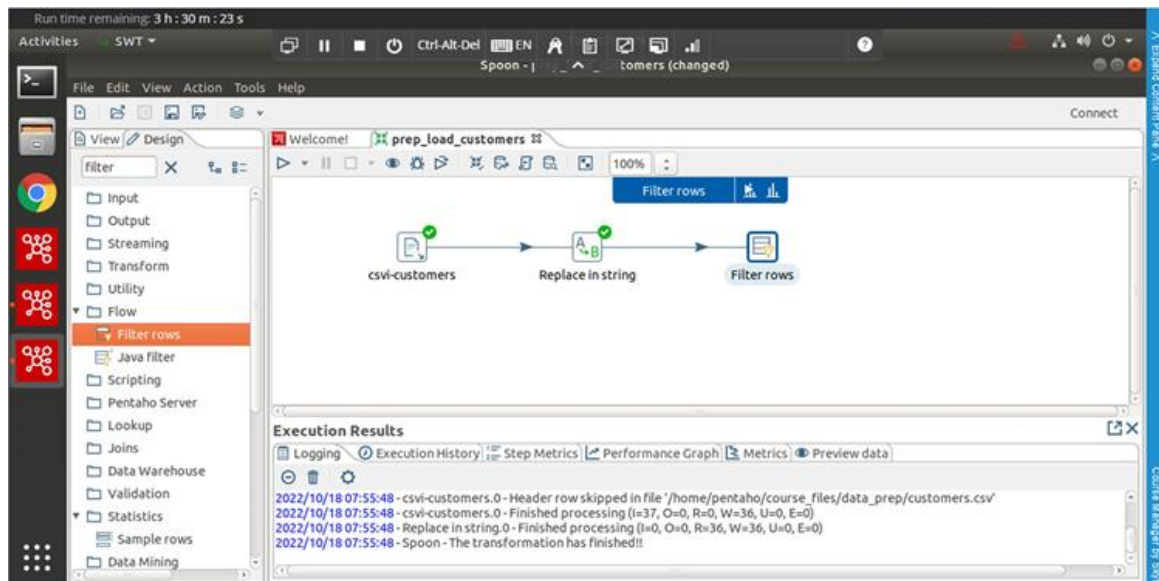 Run time remaining: 3 h : 30 m : 23 s
Activities SWT
Ctrl-Alt-Del EN
Spoon - tomers (changed)
File Edit View Action Tools Help
Connect
View Design
Welcome! prep_load_customers
filter
100%
Filter rows
Input
Output
Streaming
Transform
Utility
Flow
Filter rows
Java filter
Scripting
Pentaho Server
Lookup
Joins
Data Warehouse
Validation
Statistics
Sample rows
Data Mining
csvi-customers
Replace in string
Filter rows
Execution Results
Logging Execution History Step Metrics Performance Graph Metrics Preview data
2022/10/18 07:55:48 - csvi-customers.0 - Header row skipped in file '/home/pentaho/course_files/data_prep/customers.csv'
2022/10/18 07:55:48 - csvi-customers.0 - Finished processing (I=37, O=0, R=0, W=36, U=0, E=0)
2022/10/18 07:55:48 - Replace in string.0 - Finished processing (I=0, O=0, R=36, W=36, U=0, E=0)
2022/10/18 07:55:48 - Spoon - The transformation has finished!!
Expand Content Pane
Course Manager by